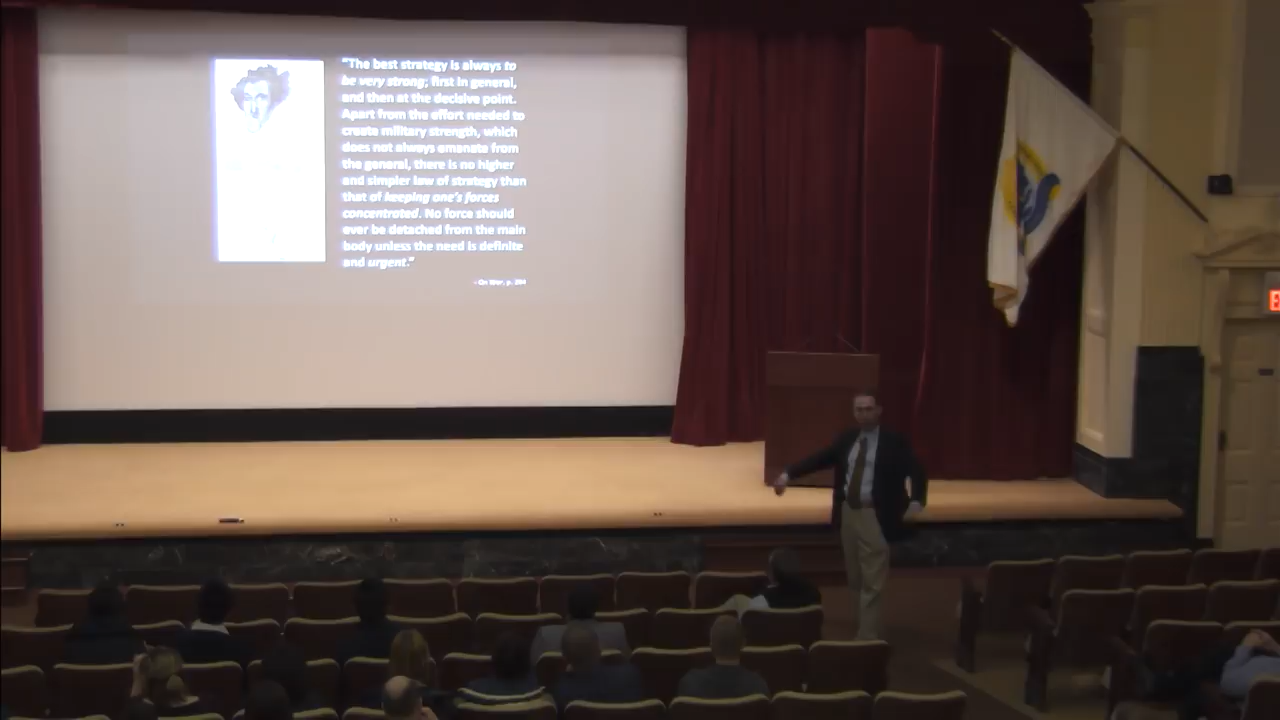 "The best strategy is always to
be very strong; first in general,
and then at the decisive point.
Apart from the effort needed to
create military strength, which
does not always emanate from
the general, there is no higher
and simpler law of strategy than
that of keeping one's forces
concentrated. No force should
ever be detached from the main
body unless the need is definite
and urgent."
- On War, p. 204
E